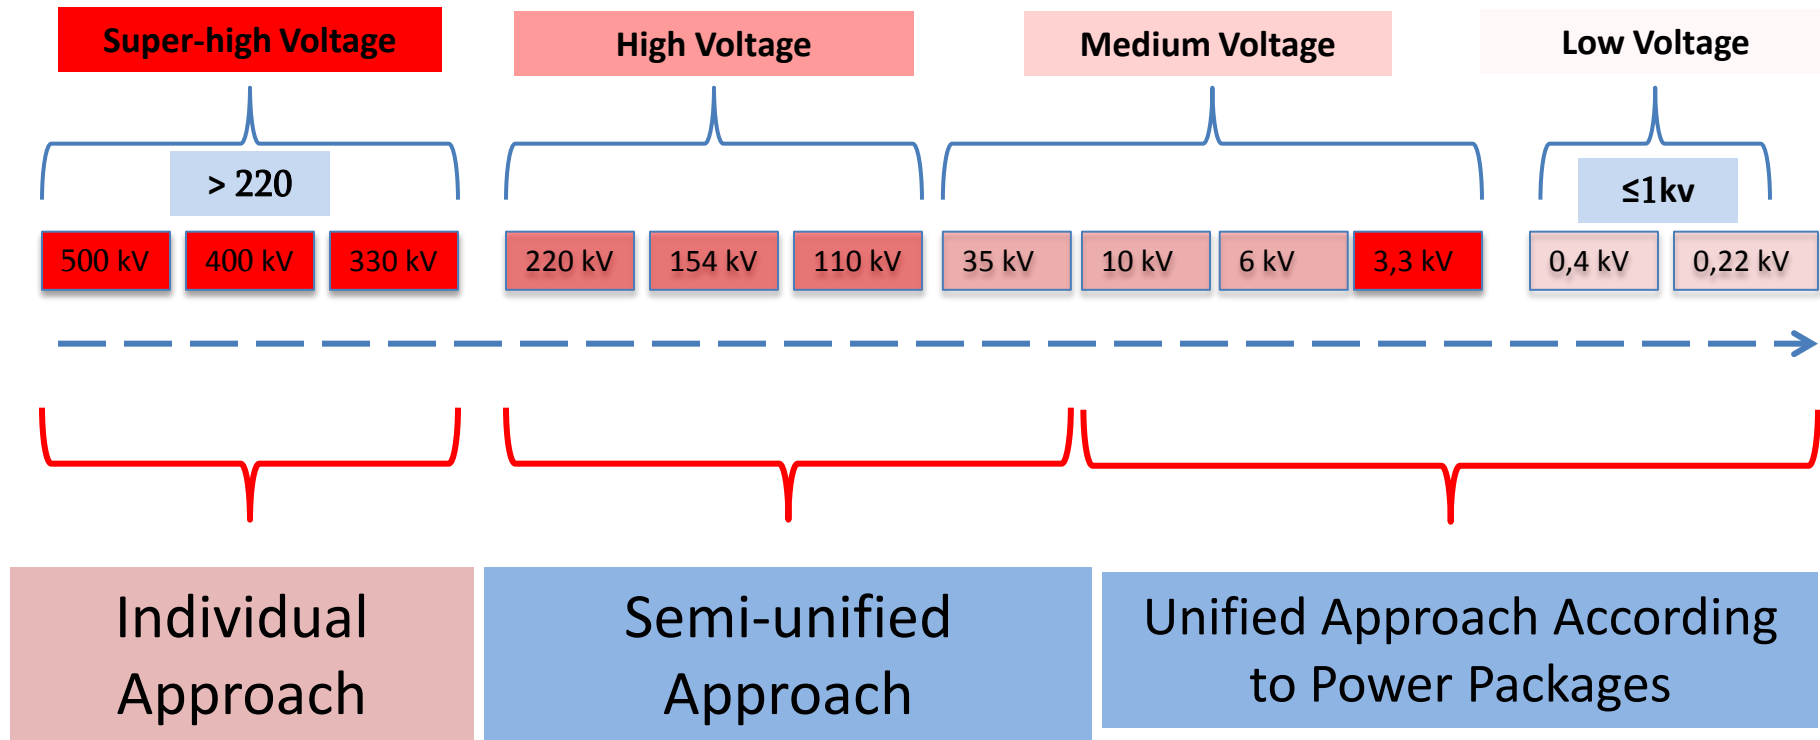 Super-high Voltage
High Voltage
Medium Voltage
Low Voltage
> 220
≤1kv
500 kV
400 kV
330 kV
220 kV
154 kV
110 kV
35 kV
10 kV
6 kV
3,3 kV
0,4 kV
0,22 kV
Individual
Approach
Semi-unified
Approach
Unified Approach According
to Power Packages